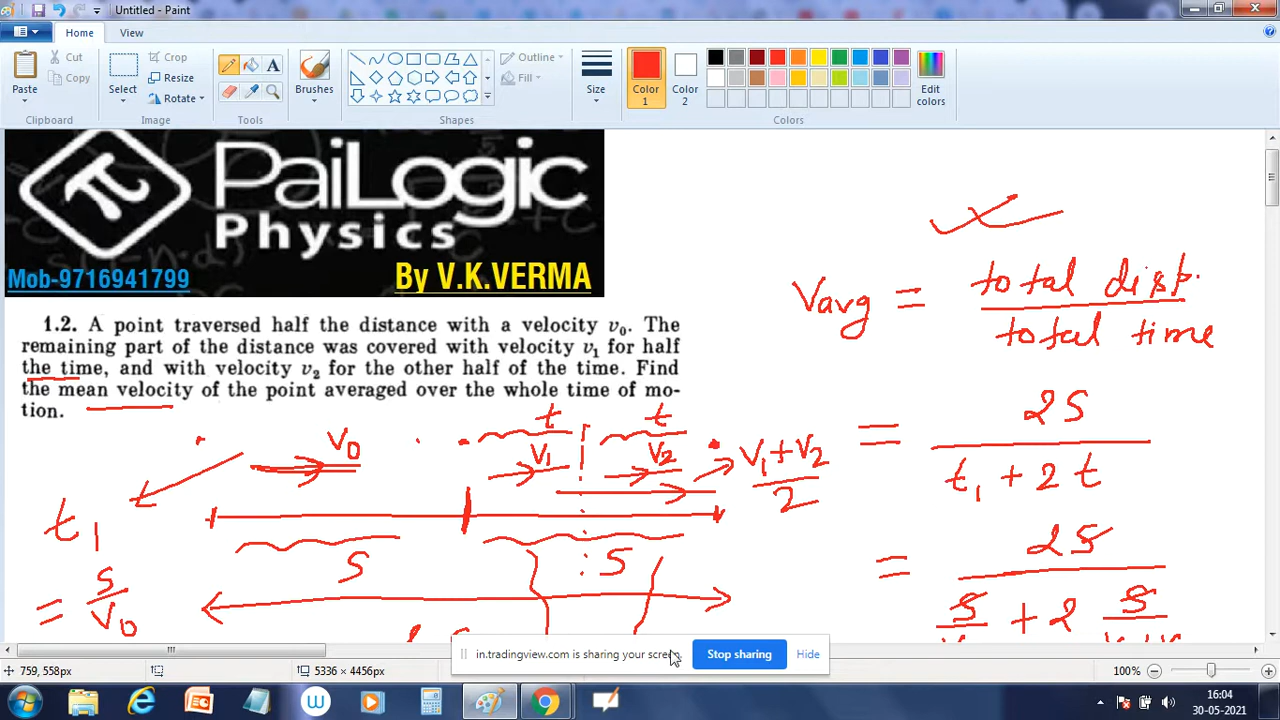 Untitled - Paint
Home
View
Paste
Cut
Copy
Clipboard
Select
Crop
Resize
Rotate
Image
Tools
Brushes
Shapes
Outline
Fill
Size
Color 1
Color 2
Edit colors
Colors
PaiLogic
Physics
Mob-9716941799
By V.K.VERMA
1.2. A point traversed half the distance with a velocity v₀. The
remaining part of the distance was covered with velocity v₁ for half
the time, and with velocity v₂ for the other half of the time. Find
the mean velocity of the point averaged over the whole time of mo-
tion.
Vavg = total disp. / total time
= 2S / t₁ + 2t
t t
V₀ V₁ V₂ V₁+V₂ / 2
t₁
S S
= S / V₀
= 2S / S + 2 S
in.tradingview.com is sharing your screen.
Stop sharing
Hide
759, 558px
5336 × 4456px
100%
16:04
30-05-2021